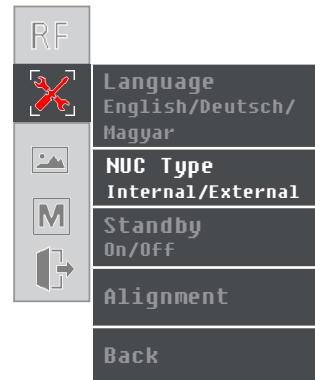 RF
Language
English/Deutsch/
Magyar
NUC Type
Internal/External
Standby
On/Off
M
Alignment
Back